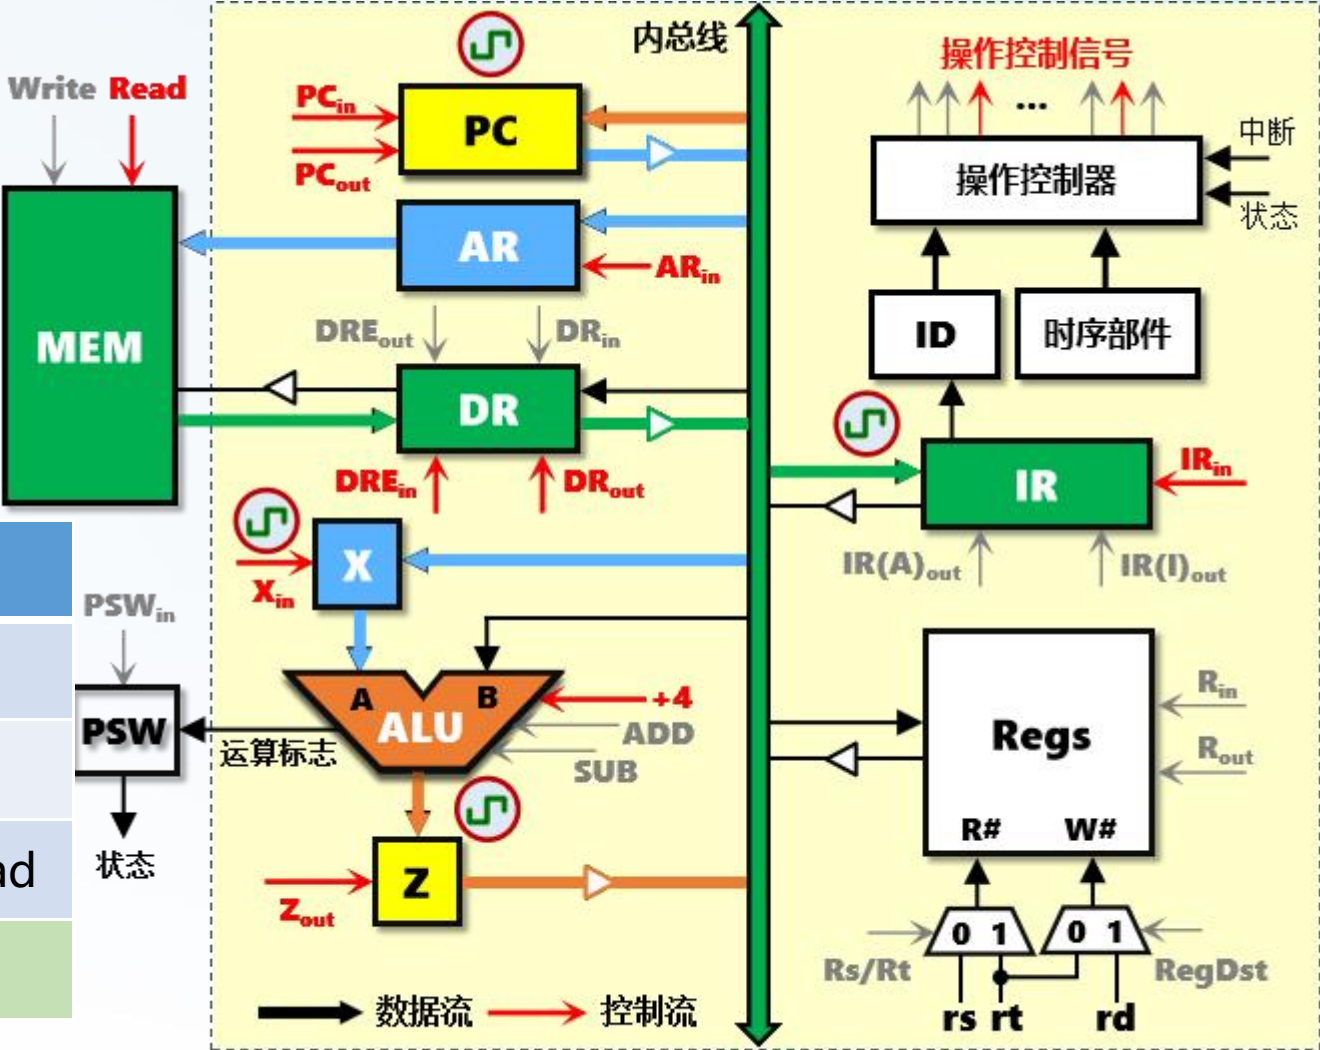 内总线
操作控制信号
Write Read
PCin
PC
PCout
...
中断
操作控制器
状态
AR
ARin
DREout
DRin
MEM
ID
时序部件
DR
DREin
DRout
IR
IRin
X
Xin
IR(A)out
IR(I)out
PSWin
A
B
+4
ALU
ADD
SUB
PSW
运算标志
Regs
Rin
Rout
R# W#
状态
ad
Z
Zout
0 1
0 1
Rs/Rt
RegDst
数据流
控制流
rs rt
rd